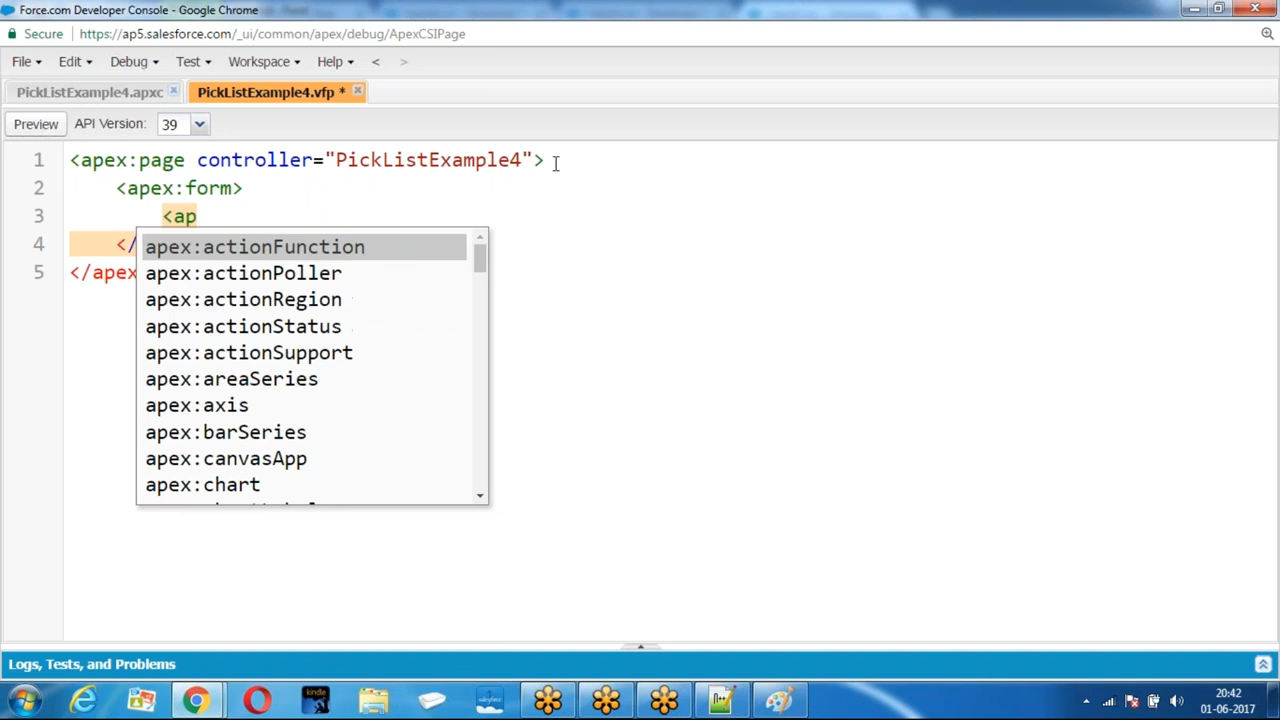 Force.com Developer Console - Google Chrome
Secure https://ap5.salesforce.com/_ui/common/apex/debug/ApexCSIPage
File Edit Debug Test Workspace Help < >
PickListExample4.apxc PickListExample4.vfp *
Preview API Version: 39
1 <apex:page controller="PickListExample4">
2 <apex:form>
3 <ap
4 </
5 </apex
apex:actionFunction
apex:actionPoller
apex:actionRegion
apex:actionStatus
apex:actionSupport
apex:areaSeries
apex:axis
apex:barSeries
apex:canvasApp
apex:chart
Logs, Tests, and Problems
kindle
20:42
01-06-2017